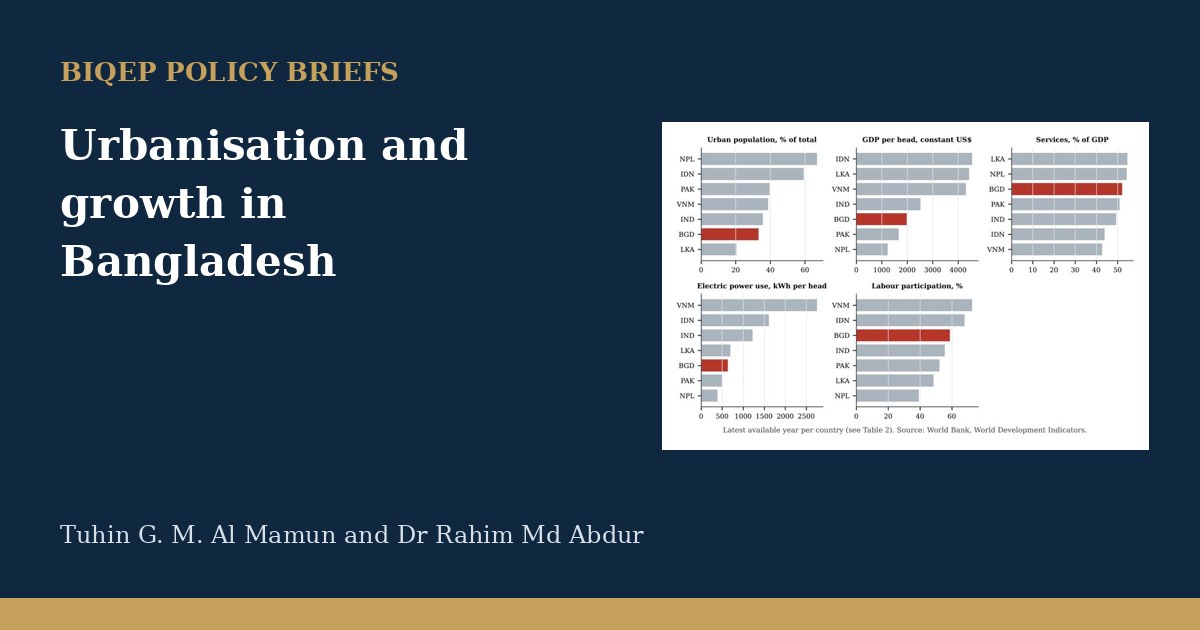 BIQEP POLICY BRIEFS
Urbanisation and
growth in
Bangladesh
Urban population, % of total
NPL
IDN
PAK
VNM
IND
BGD
LKA
0 20 40 60
GDP per head, constant US$
IDN
LKA
VNM
IND
BGD
PAK
NPL
0 1000 2000 3000 4000
Services, % of GDP
LKA
NPL
BGD
PAK
IND
IDN
VNM
0 10 20 30 40 50
Electric power use, kWh per head
VNM
IDN
IND
LKA
BGD
PAK
NPL
0 500 1000 1500 2000 2500
Labour participation, %
VNM
IDN
BGD
IND
PAK
LKA
NPL
0 20 40 60
Latest available year per country (see Table 2). Source: World Bank, World Development Indicators.
Tuhin G. M. Al Mamun and Dr Rahim Md Abdur